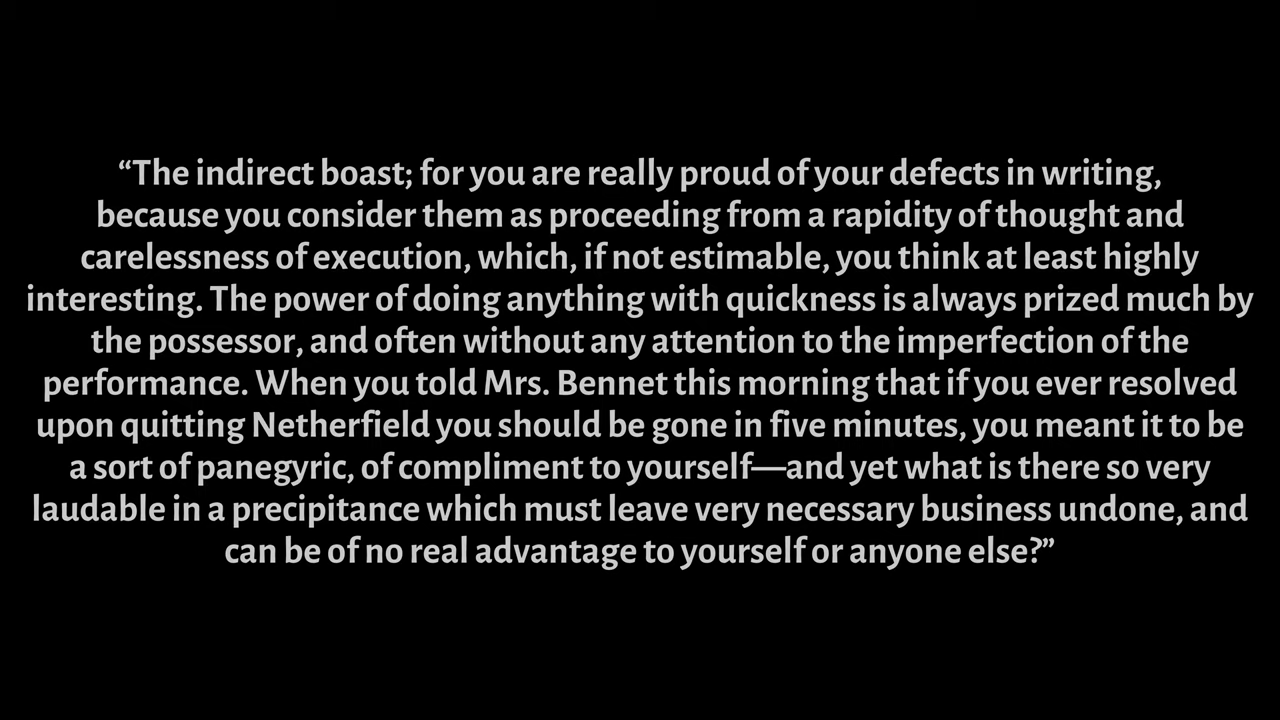 “The indirect boast; for you are really proud of your defects in writing,
because you consider them as proceeding from a rapidity of thought and
carelessness of execution, which, if not estimable, you think at least highly
interesting. The power of doing anything with quickness is always prized much by
the possessor, and often without any attention to the imperfection of the
performance. When you told Mrs. Bennet this morning that if you ever resolved
upon quitting Netherfield you should be gone in five minutes, you meant it to be
a sort of panegyric, of compliment to yourself—and yet what is there so very
laudable in a precipitance which must leave very necessary business undone, and
can be of no real advantage to yourself or anyone else?”